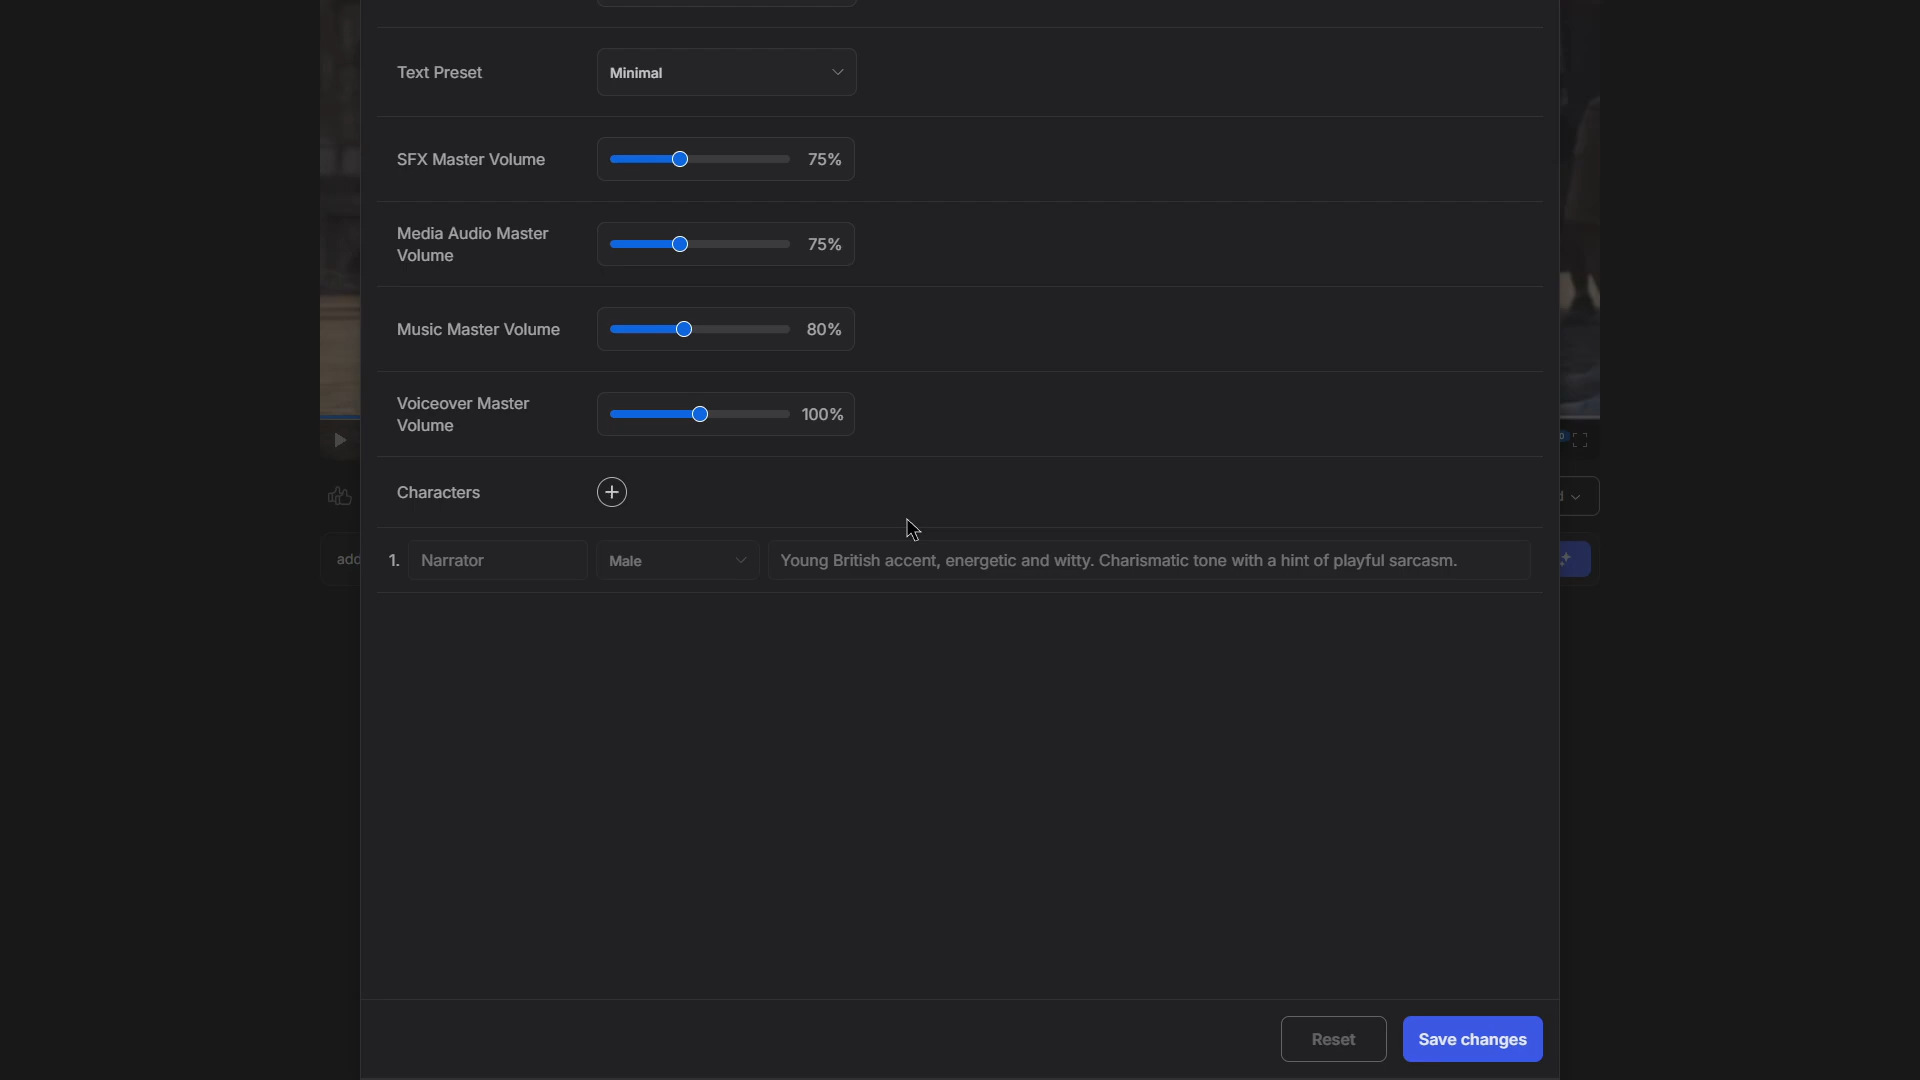 Text Preset
Minimal
SFX Master Volume
75%
Media Audio Master
Volume
75%
Music Master Volume
80%
Voiceover Master
Volume
100%
Characters
add
1.
Narrator
Male
Young British accent, energetic and witty. Charismatic tone with a hint of playful sarcasm.
Reset
Save changes